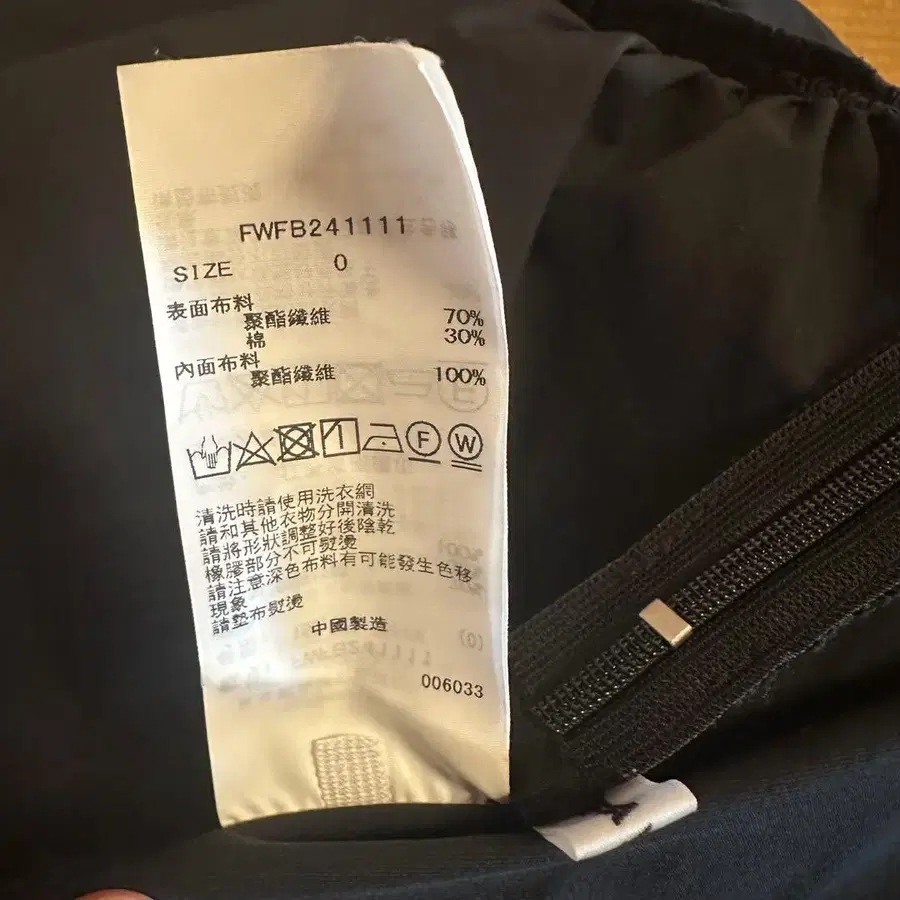 FWFB241111
SIZE 0
表面布料
聚酯纖維 70%
棉 30%
內面布料
聚酯纖維 100%
F W
清洗時請使用洗衣網
請和其他衣物分開清洗
請將形狀調整好後陰乾
橡膠部分不可熨燙
請注意深色布料有可能發生色移
現象
請墊布熨燙
中國製造
006033